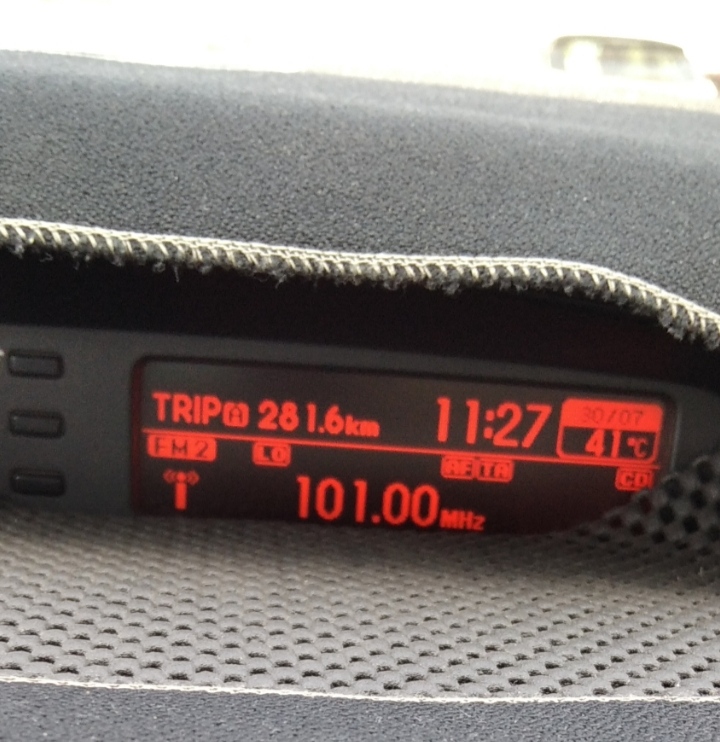 TRIP A 281.6km 11:27 30/07
41°C
FM2 LO AF TA CD
101.00MHz